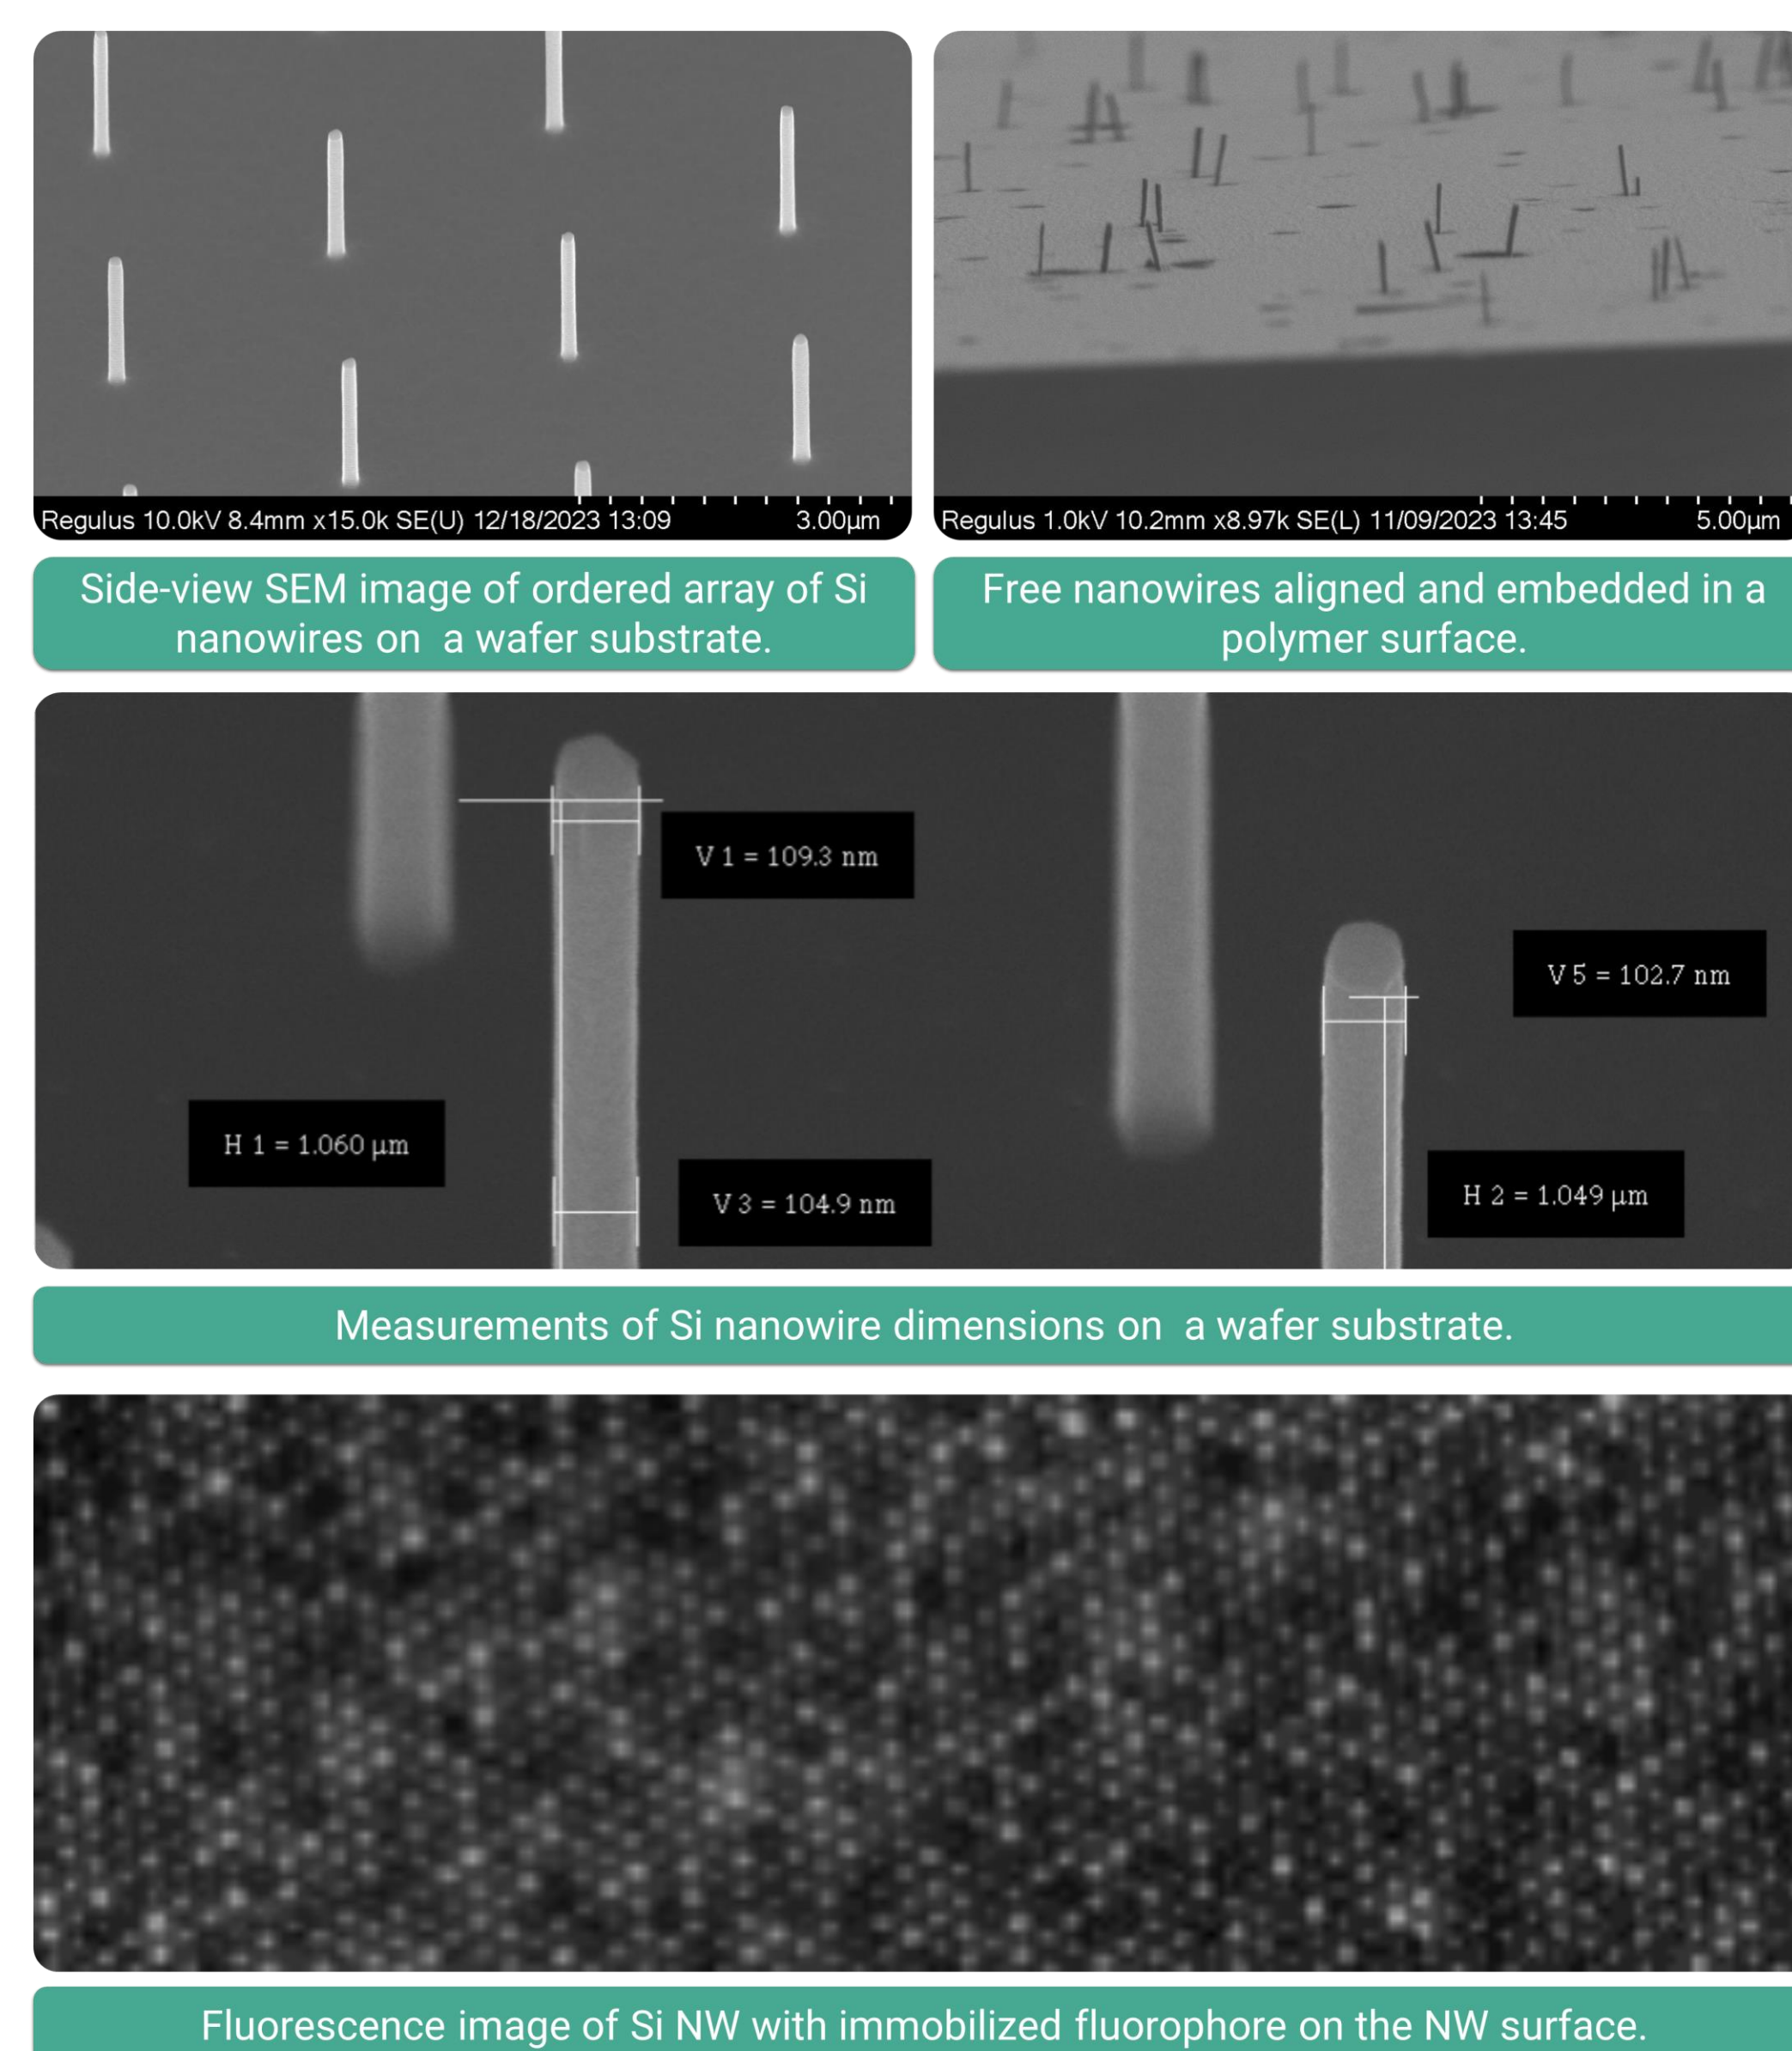 Regulus 10.0kV 8.4mm x15.0k SE(U) 12/18/2023 13:09 3.00µm
Regulus 1.0kV 10.2mm x8.97k SE(L) 11/09/2023 13:45 5.00µm
Side-view SEM image of ordered array of Si
nanowires on a wafer substrate.
Free nanowires aligned and embedded in a
polymer surface.
V 1 = 109.3 nm
V 5 = 102.7 nm
H 1 = 1.060 µm
V 3 = 104.9 nm
H 2 = 1.049 µm
Measurements of Si nanowire dimensions on a wafer substrate.
Fluorescence image of Si NW with immobilized fluorophore on the NW surface.